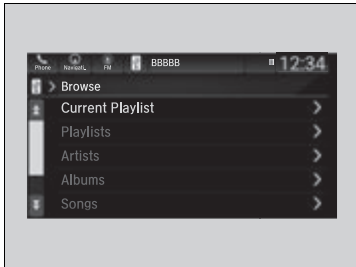 Phone Navigati.. FM BBBBB 12:34
Browse
Current Playlist
Playlists
Artists
Albums
Songs